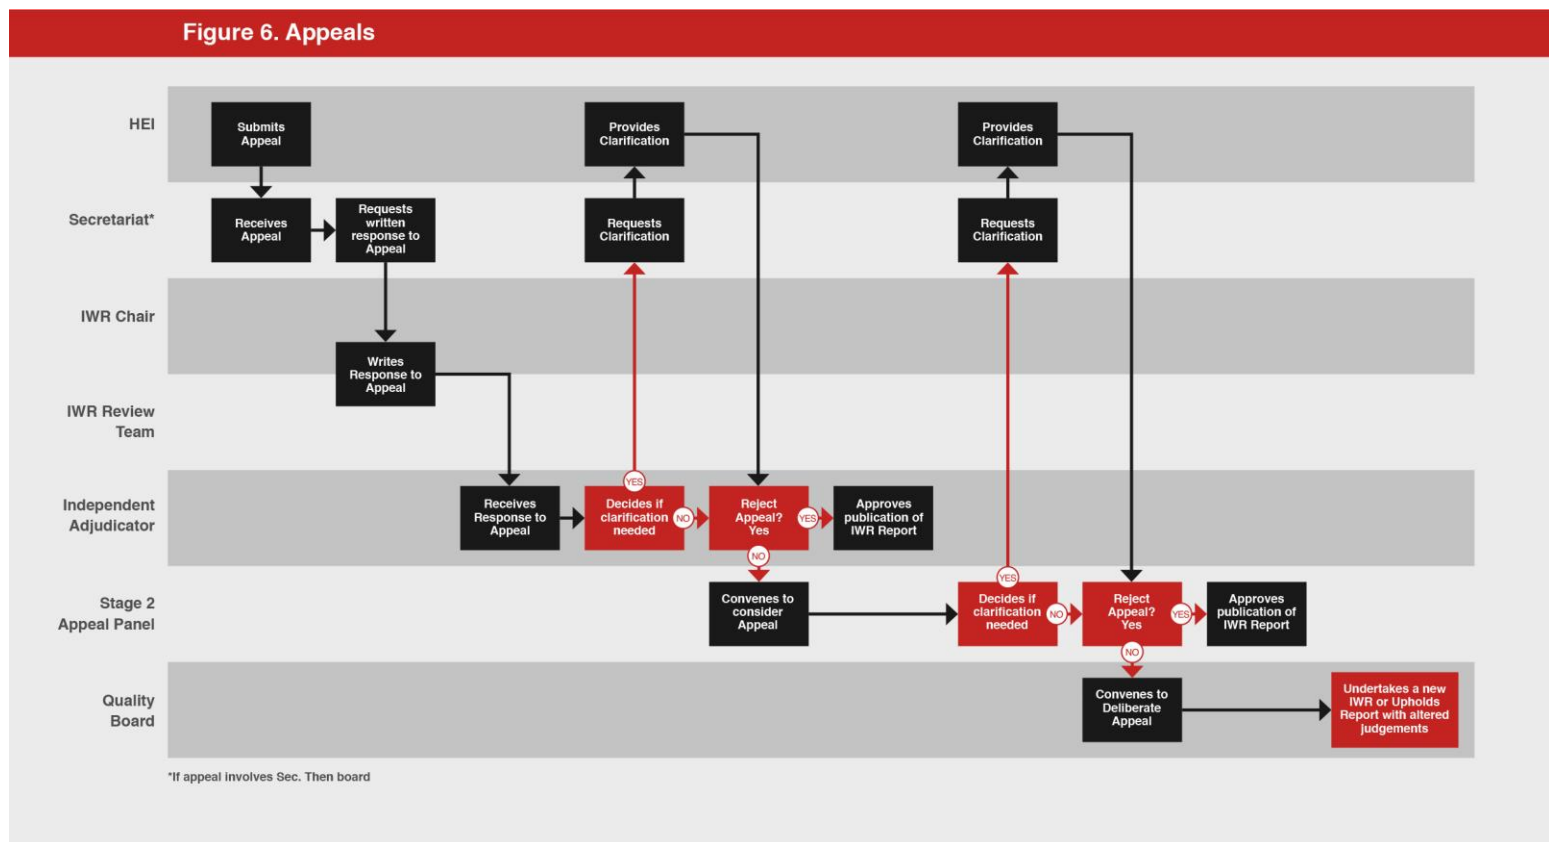 Figure 6. Appeals
HEI
Submits
Appeal
Provides
Clarification
Provides
Clarification
Secretariat*
Receives
Appeal
Requests
written
response to
Appeal
Requests
Clarification
Requests
Clarification
IWR Chair
Writes
Response to
Appeal
IWR Review
Team
Independent
Adjudicator
Receives
Response to
Appeal
YES
Decides if
clarification
needed
NO
Reject
Appeal?
Yes
YES
Approves
publication of
IWR Report
NO
Stage 2
Appeal Panel
Convenes to
consider
Appeal
YES
Decides if
clarification
needed
NO
Reject
Appeal?
Yes
YES
Approves
publication of
IWR Report
NO
Quality
Board
Convenes to
Deliberate
Appeal
Undertakes a new
IWR or Upholds
Report with altered
judgements
*If appeal involves Sec. Then board